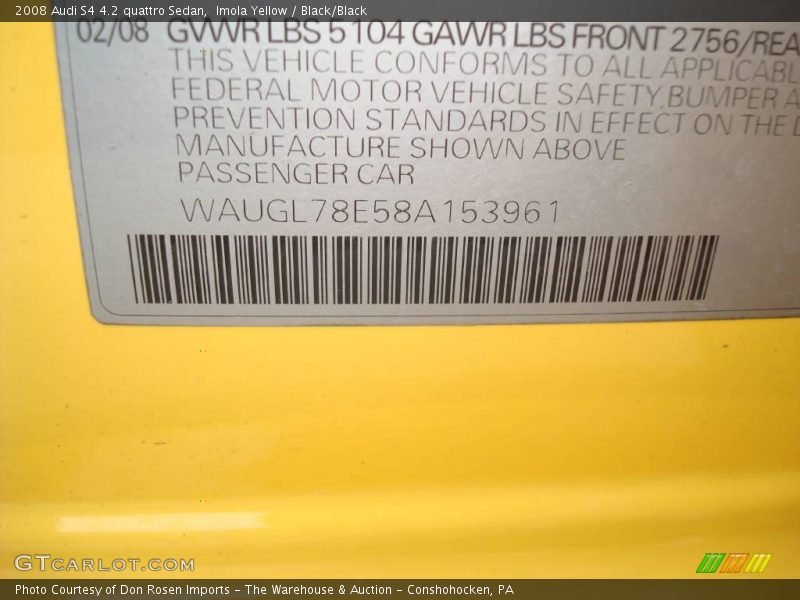 2008 Audi S4 4.2 quattro Sedan,  Imola Yellow / Black/Black
02/08 GVWR LBS 5104 GAWR LBS FRONT 2756/REA
THIS VEHICLE CONFORMS TO ALL APPLICABL
FEDERAL MOTOR VEHICLE SAFETY, BUMPER A
PREVENTION STANDARDS IN EFFECT ON THE D
MANUFACTURE SHOWN ABOVE
PASSENGER CAR
WAUGL78E58A153961
GTCARLOT.COM
Photo Courtesy of Don Rosen Imports – The Warehouse & Auction – Conshohocken, PA